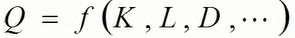 Q = f ( K , L , D , ⋯ )